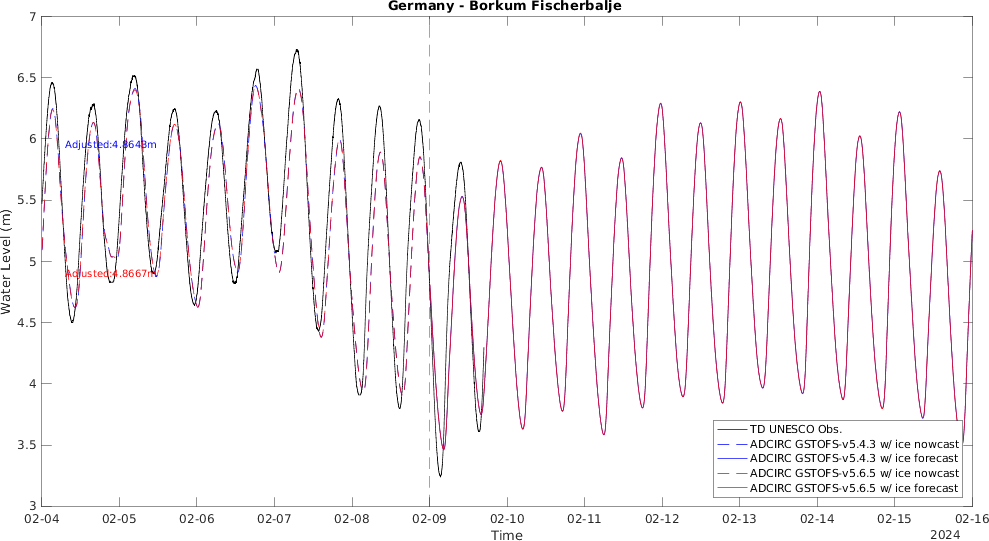 Germany - Borkum Fischerbalje
7
6.5
6
5.5
5
4.5
4
3.5
3
Water Level (m)
Adjusted:4.8643m
Adjusted:4.8667m
TD UNESCO Obs.
ADCIRC GSTOFS-v5.4.3 w/ ice nowcast
ADCIRC GSTOFS-v5.4.3 w/ ice forecast
ADCIRC GSTOFS-v5.6.5 w/ ice nowcast
ADCIRC GSTOFS-v5.6.5 w/ ice forecast
02-04 02-05 02-06 02-07 02-08 02-09 02-10 02-11 02-12 02-13 02-14 02-15 02-16
Time
2024